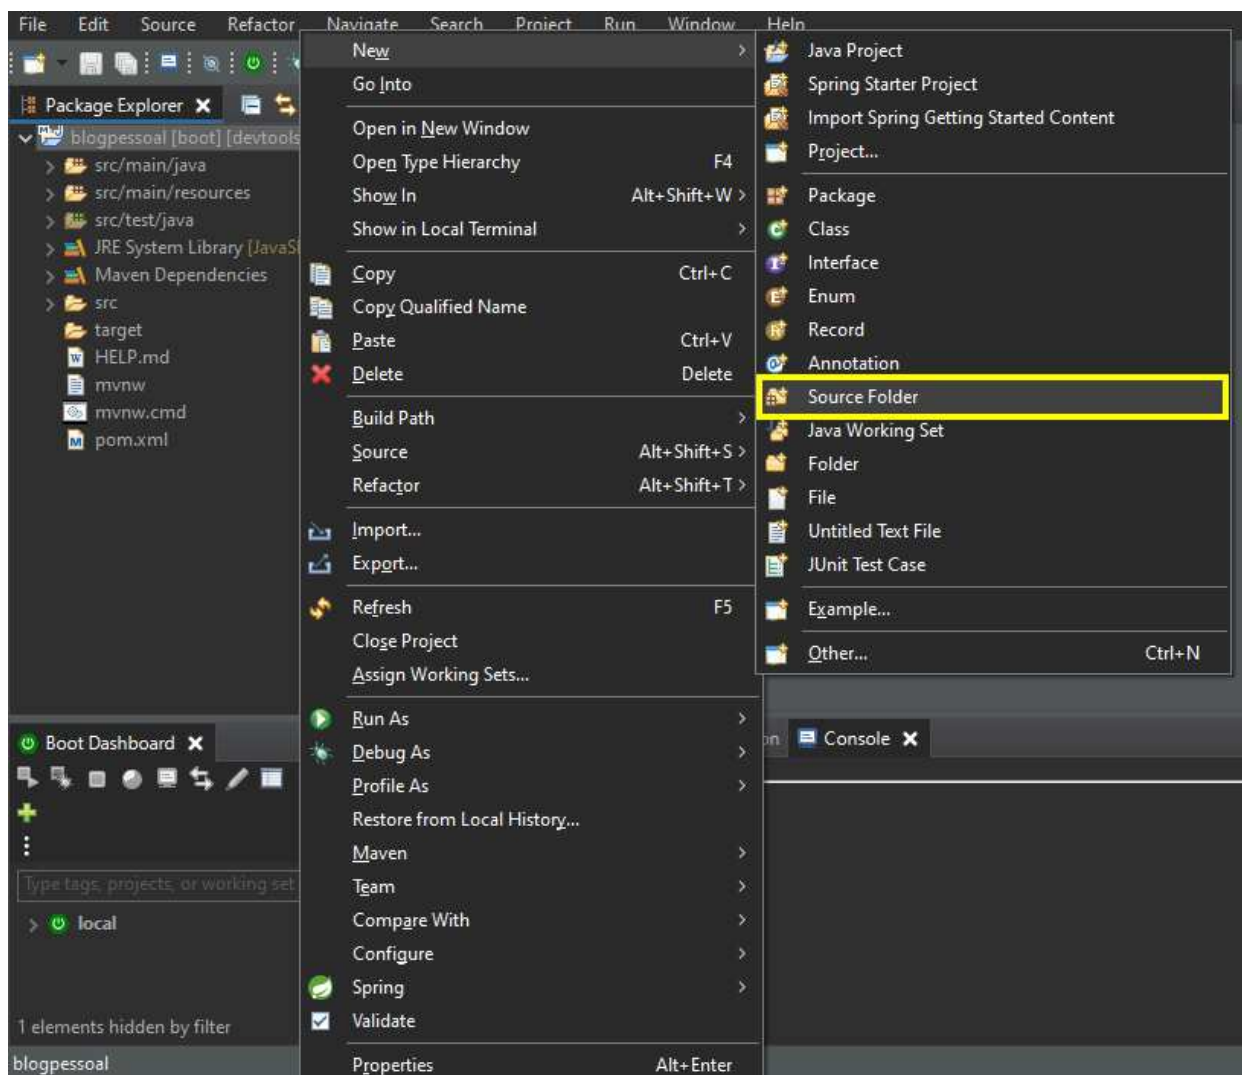 File Edit Source Refactor Navigate Search Project Run Window Help
Package Explorer
blogpessoal [boot] [devtools
src/main/java
src/main/resources
src/test/java
JRE System Library
Maven Dependencies
src
target
HELP.md
mvnw
mvnw.cmd
pom.xml
New
Go Into
Open in New Window
Open Type Hierarchy F4
Show In Alt+Shift+W
Show in Local Terminal
Copy Ctrl+C
Copy Qualified Name
Paste Ctrl+V
Delete Delete
Build Path
Source Alt+Shift+S
Refactor Alt+Shift+T
Import...
Export...
Refresh F5
Close Project
Assign Working Sets...
Run As
Debug As
Profile As
Restore from Local History...
Maven
Team
Compare With
Configure
Spring
Validate
Properties Alt+Enter
Java Project
Spring Starter Project
Import Spring Getting Started Content
Project...
Package
Class
Interface
Enum
Record
Annotation
Source Folder
Java Working Set
Folder
File
Untitled Text File
JUnit Test Case
Example...
Other... Ctrl+N
Boot Dashboard
Type tags, projects, or working set
local
1 elements hidden by filter
blogpessoal
on
Console